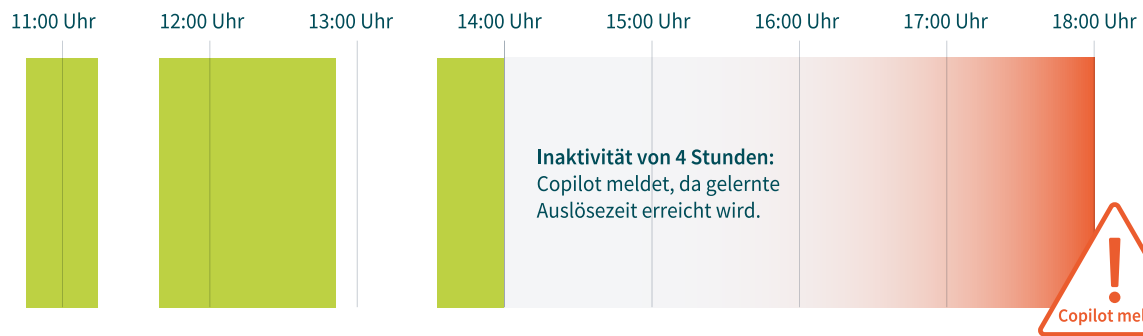 11:00 Uhr 12:00 Uhr 13:00 Uhr 14:00 Uhr 15:00 Uhr 16:00 Uhr 17:00 Uhr 18:00 Uhr
Inaktivität von 4 Stunden:
Copilot meldet, da gelernte
Auslösezeit erreicht wird.
Copilot